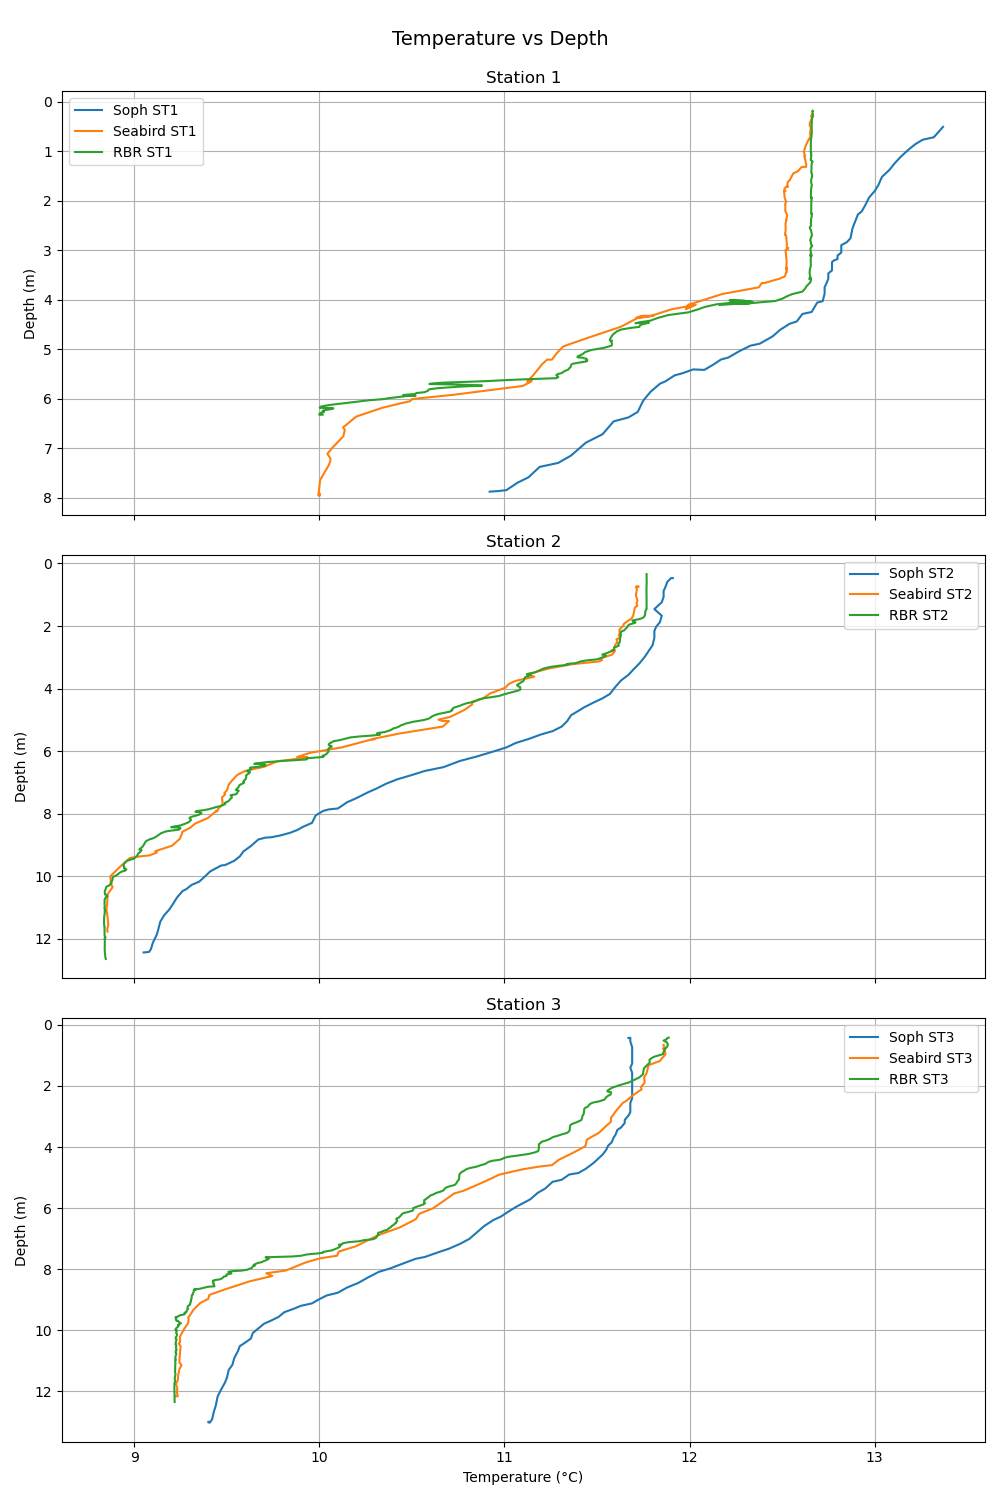 Temperature vs Depth
Station 1
Soph ST1
Seabird ST1
RBR ST1
0
1
2
3
4
5
6
7
8
Depth (m)
Station 2
Soph ST2
Seabird ST2
RBR ST2
0
2
4
6
8
10
12
Depth (m)
Station 3
Soph ST3
Seabird ST3
RBR ST3
0
2
4
6
8
10
12
Depth (m)
9 10 11 12 13
Temperature (°C)